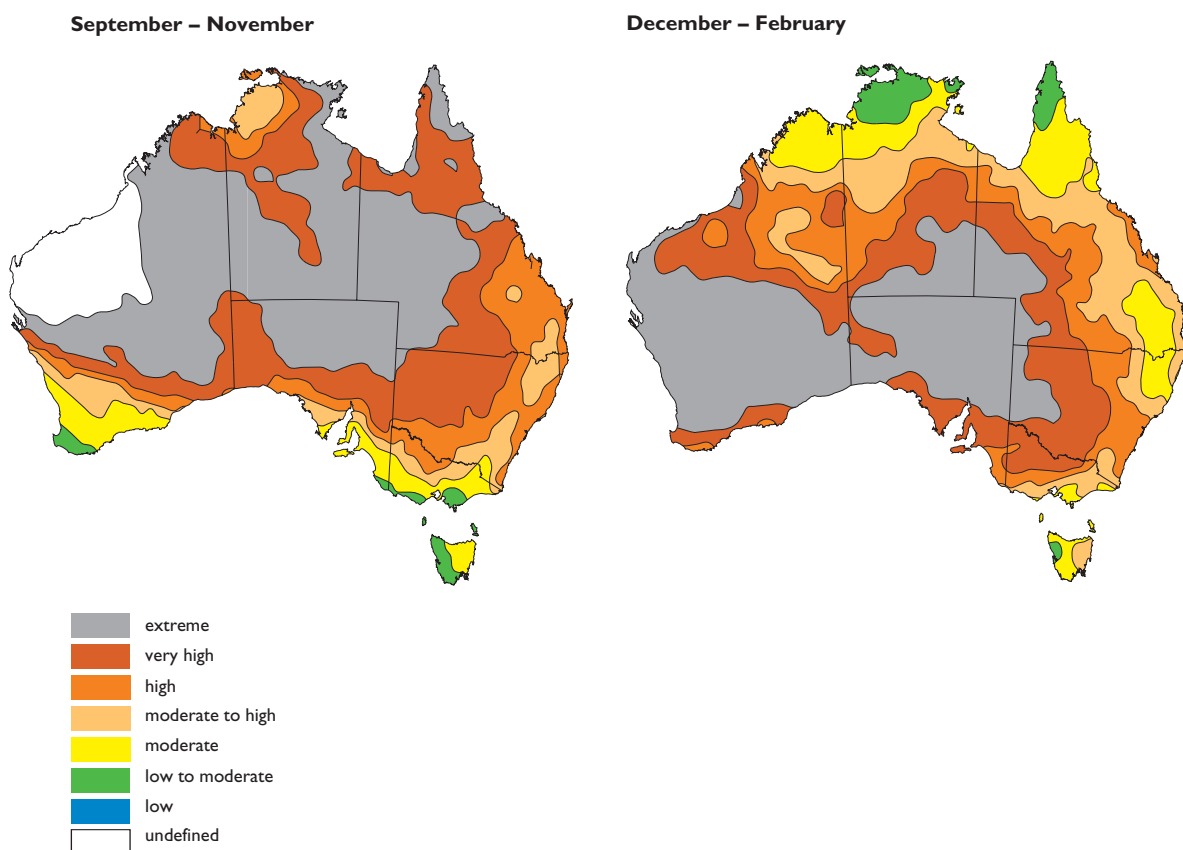 September – November
December – February
extreme
very high
high
moderate to high
moderate
low to moderate
low
undefined